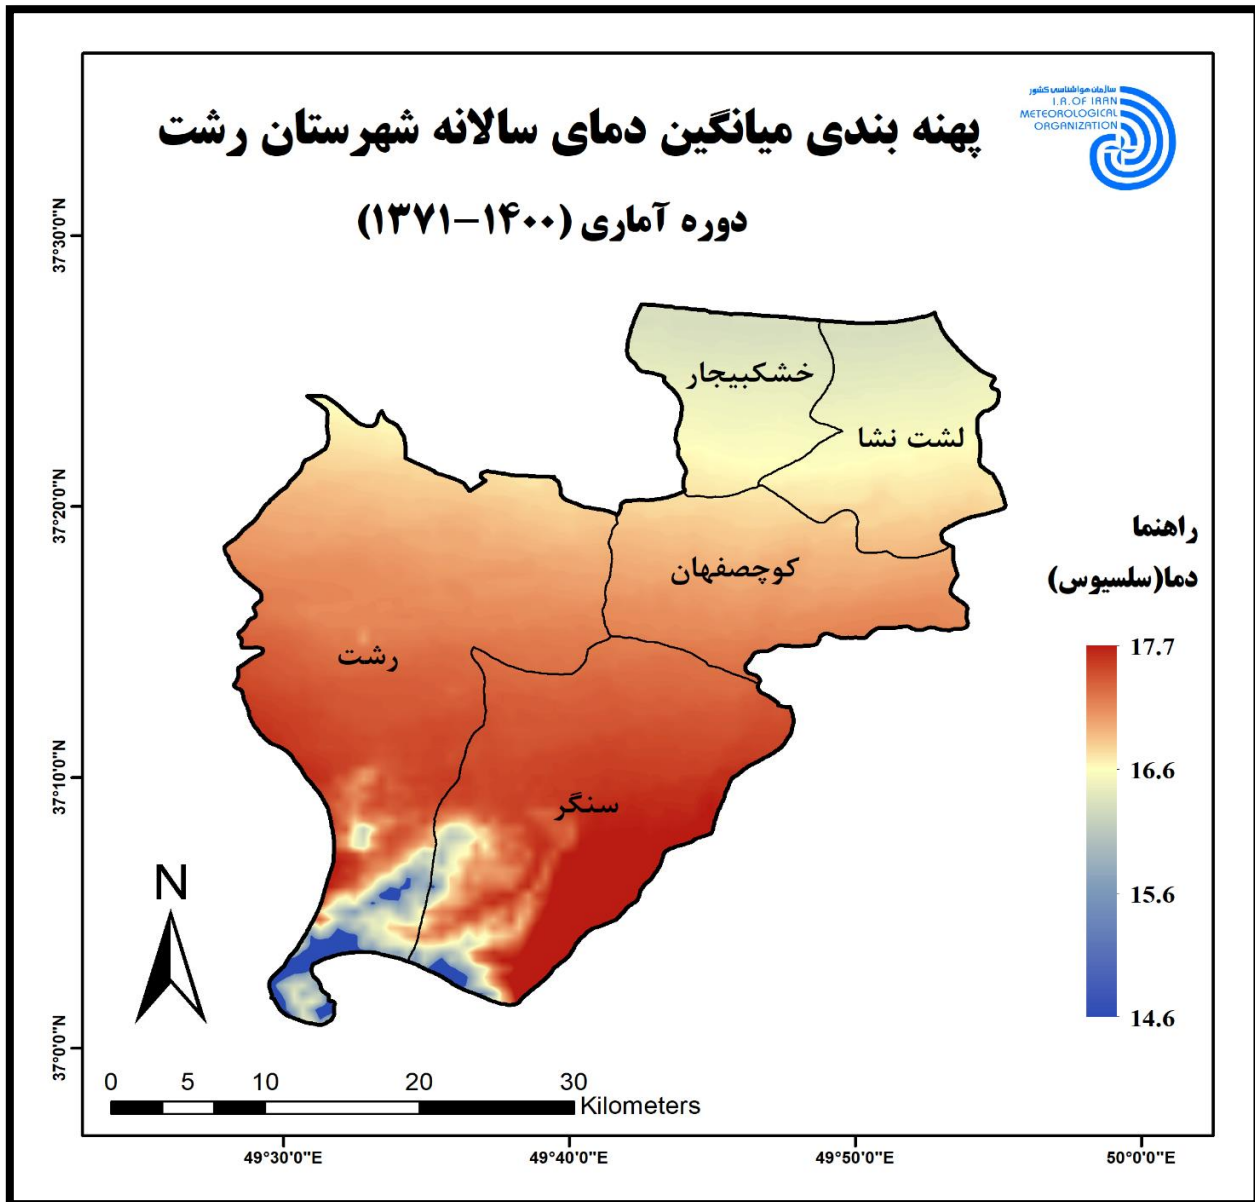 پهنه بندی میانگین دمای سالانه شهرستان رشت
دوره آماری (۱۴۰۰-۱۳۷۱)
سازمان هواشناسی کشور
I.R.OF IRAN
METEOROLOGICAL
ORGANIZATION
37°30'0"N
37°20'0"N
37°10'0"N
37°0'0"N
خشکبیجار
لشت نشا
کوچصفهان
رشت
سنگر
راهنما
دما(سلسیوس)
17.7
16.6
15.6
14.6
N
0 5 10 20 30
Kilometers
49°30'0"E 49°40'0"E 49°50'0"E 50°0'0"E